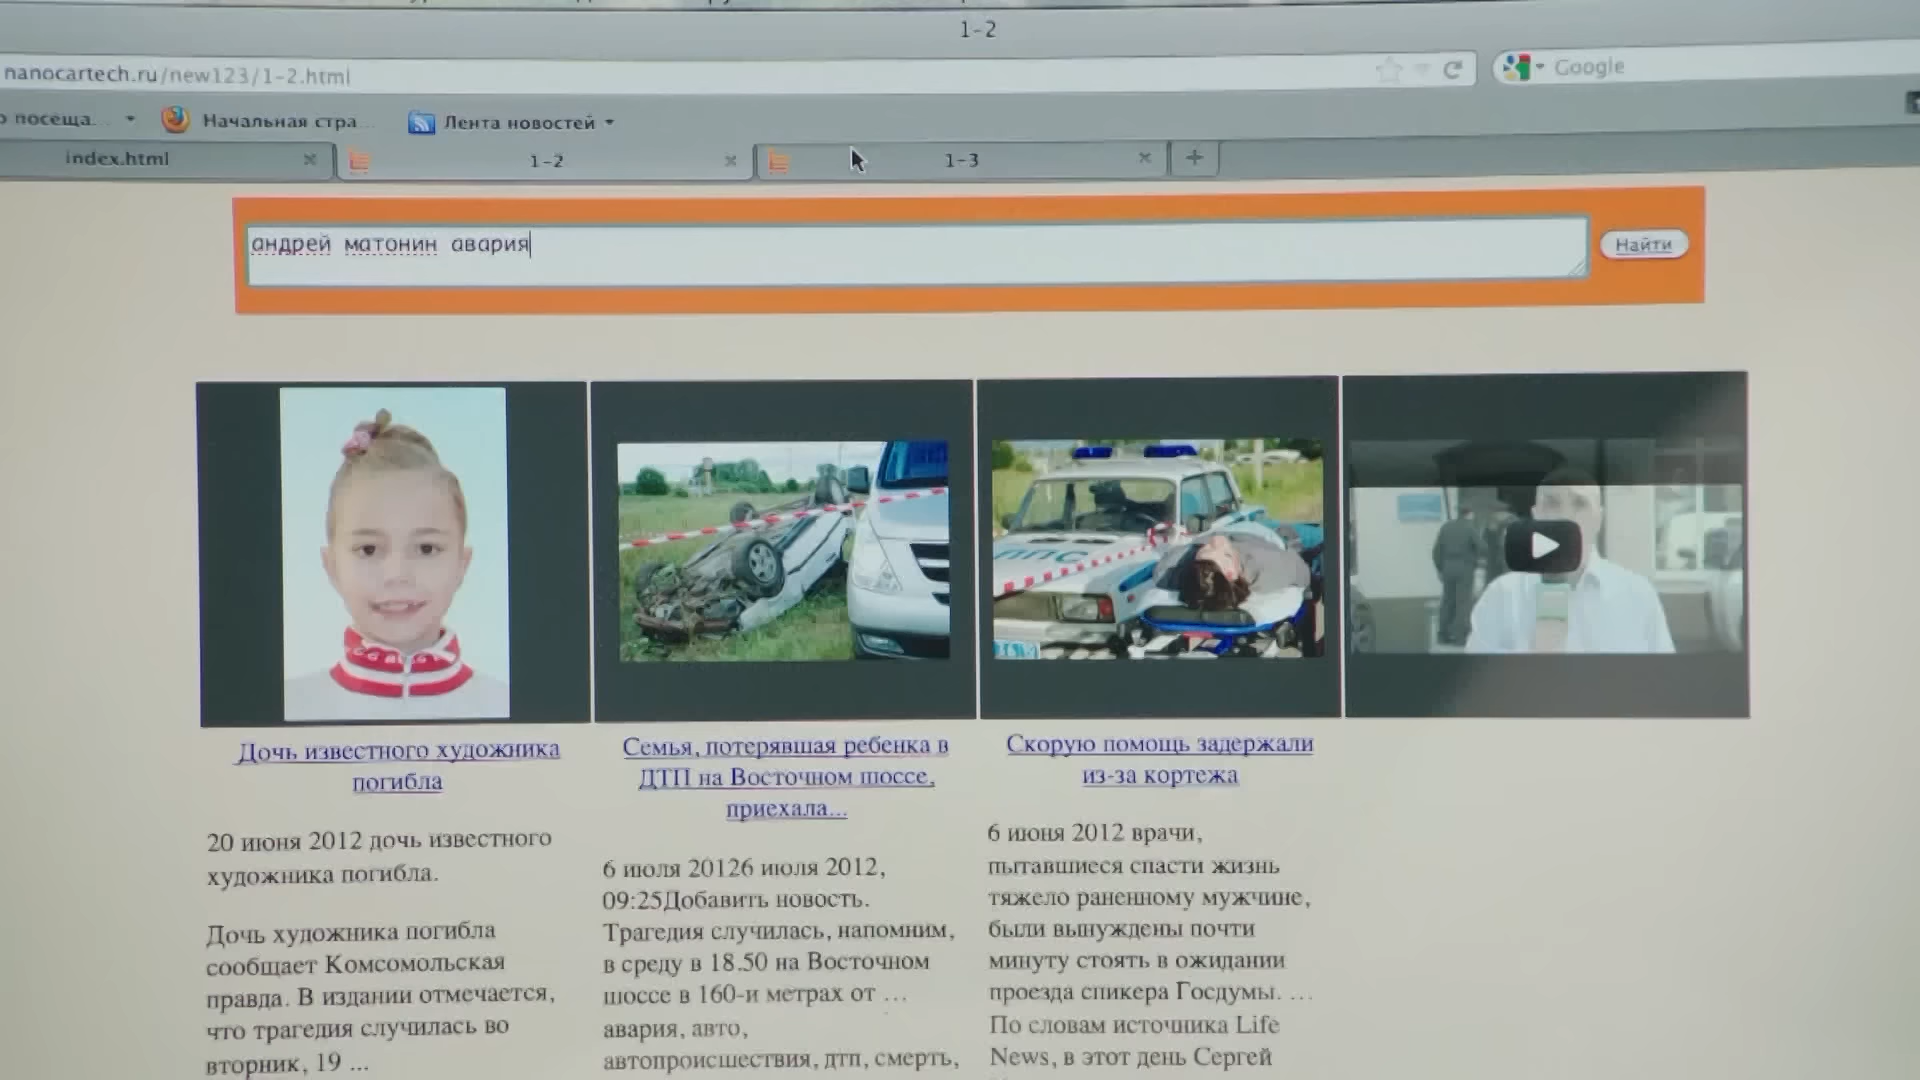 1-2
nanocartech.ru/new123/1-2.html
Google
посеща...
Начальная стра...
Лента новостей
index.html
1-2
1-3
андрей матонин авария
Найти
ППС
Дочь известного художника
погибла
20 июня 2012 дочь известного
художника погибла.
Дочь художника погибла
сообщает Комсомольская
правда. В издании отмечается,
что трагедия случилась во
вторник, 19 ...
Семья, потерявшая ребенка в
ДТП на Восточном шоссе,
приехала...
6 июля 20126 июля 2012,
09:25Добавить новость.
Трагедия случилась, напомним,
в среду в 18.50 на Восточном
шоссе в 160-и метрах от ...
авария, авто,
автопроисшествия, дтп, смерть,
Скорую помощь задержали
из-за кортежа
6 июня 2012 врачи,
пытавшиеся спасти жизнь
тяжело раненному мужчине,
были вынуждены почти
минуту стоять в ожидании
проезда спикера Госдумы. ...
По словам источника Life
News, в этот день Сергей